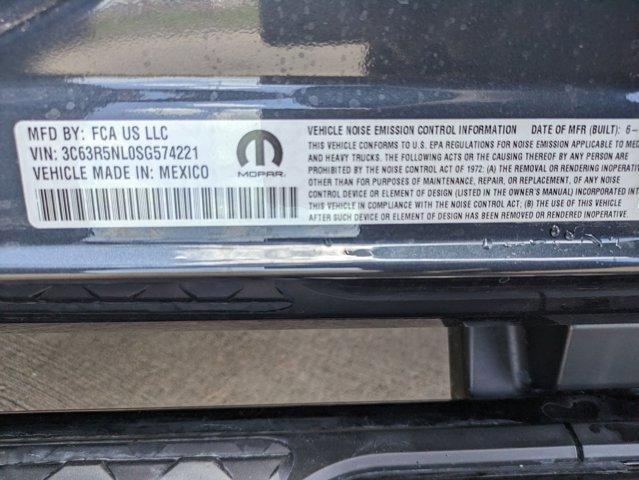 MFD BY: FCA US LLC
VIN: 3C63R5NL0SG574221
VEHICLE MADE IN: MEXICO
MOPAR
VEHICLE NOISE EMISSION CONTROL INFORMATION DATE OF MFR (BUILT): 6-
THIS VEHICLE CONFORMS TO U.S. EPA REGULATIONS FOR NOISE EMISSION APPLICABLE TO MED
AND HEAVY TRUCKS. THE FOLLOWING ACTS OR THE CAUSING THEREOF BY ANY PERSON ARE
PROHIBITED BY THE NOISE CONTROL ACT OF 1972: (A) THE REMOVAL OR RENDERING INOPERATIVE
OTHER THAN FOR PURPOSES OF MAINTENANCE, REPAIR, OR REPLACEMENT, OF ANY NOISE
CONTROL DEVICE OR ELEMENT OF DESIGN (LISTED IN THE OWNER'S MANUAL) INCORPORATED INT
THIS VEHICLE IN COMPLIANCE WITH THE NOISE CONTROL ACT; (B) THE USE OF THIS VEHICLE
AFTER SUCH DEVICE OR ELEMENT OF DESIGN HAS BEEN REMOVED OR RENDERED INOPERATIVE.